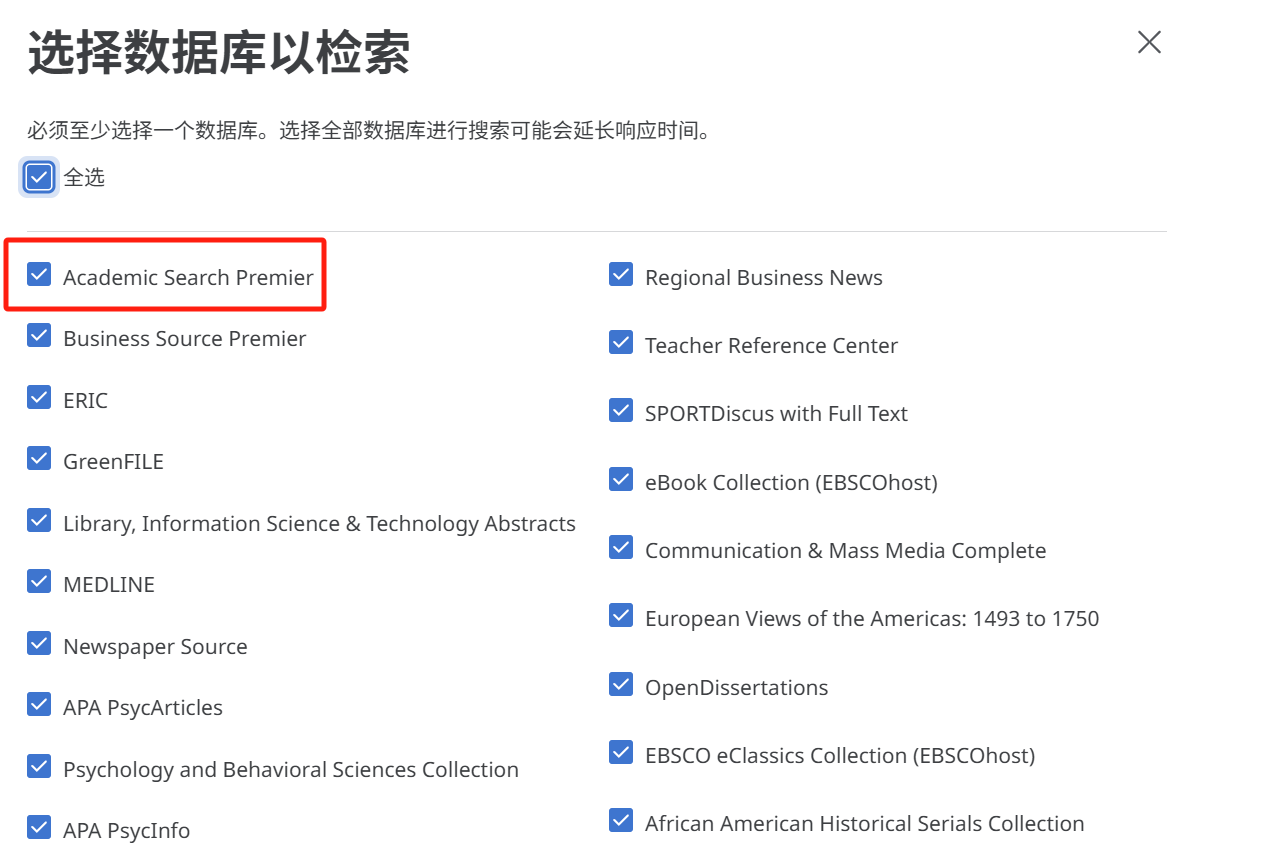 选择数据库以检索
必须至少选择一个数据库。选择全部数据库进行搜索可能会延长响应时间。
全选
Academic Search Premier
Business Source Premier
ERIC
GreenFILE
Library, Information Science & Technology Abstracts
MEDLINE
Newspaper Source
APA PsycArticles
Psychology and Behavioral Sciences Collection
APA PsycInfo
Regional Business News
Teacher Reference Center
SPORTDiscus with Full Text
eBook Collection (EBSCOhost)
Communication & Mass Media Complete
European Views of the Americas: 1493 to 1750
OpenDissertations
EBSCO eClassics Collection (EBSCOhost)
African American Historical Serials Collection